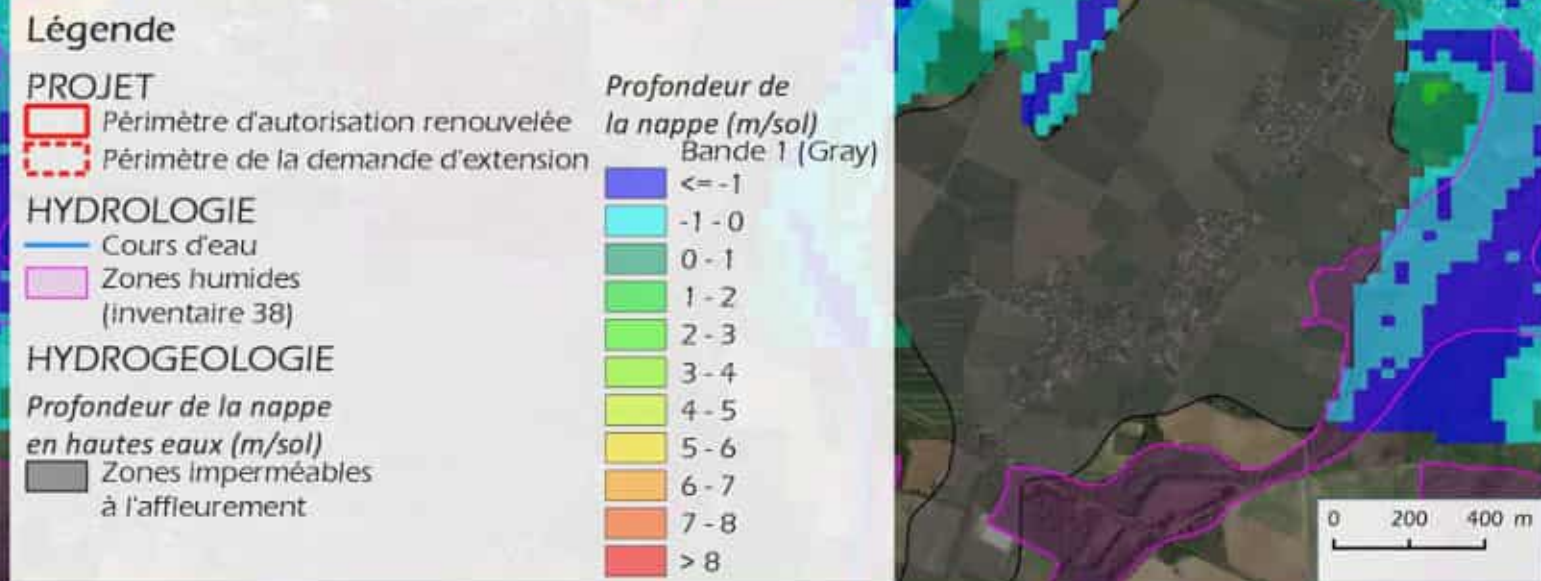 Légende
PROJET
Périmètre d'autorisation renouvelée
Périmètre de la demande d'extension
HYDROLOGIE
Cours d'eau
Zones humides
(inventaire 38)
HYDROGEOLOGIE
Profondeur de la nappe
en hautes eaux (m/sol)
Zones imperméables
à l'affleurement
Profondeur de
la nappe (m/sol)
Bande 1 (Gray)
<= -1
-1 - 0
0 - 1
1 - 2
2 - 3
3 - 4
4 - 5
5 - 6
6 - 7
7 - 8
> 8
0 200 400 m